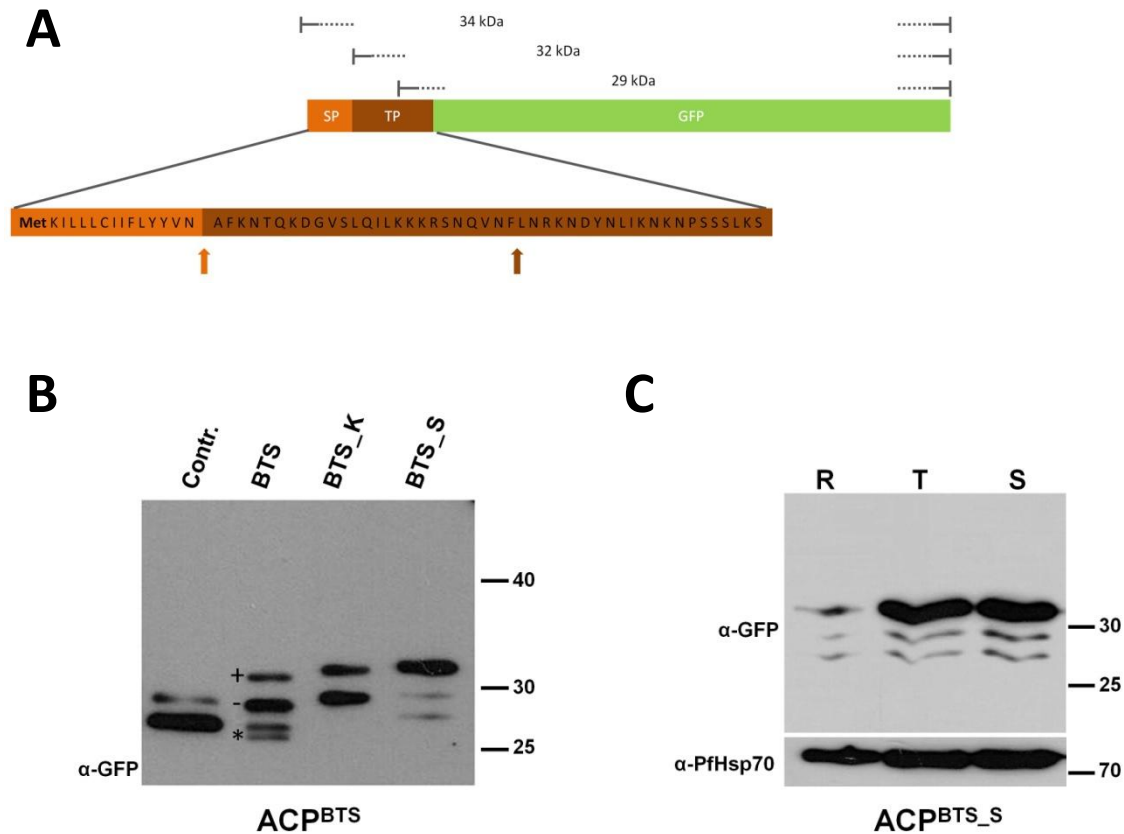 A
34 kDa
32 kDa
29 kDa
SP TP GFP
Met K I L L L C I I F L Y Y V N A F K N T Q K D G V S L Q I L K K K R S N Q V N F L N R K N D Y N L I K N K N P S S S L K S
B
Contr. BTS BTS_K BTS_S
40
+
30
-
*
25
α-GFP
ACPBTS
C
R T S
α-GFP
30
25
α-PfHsp70
70
ACPBTS_S